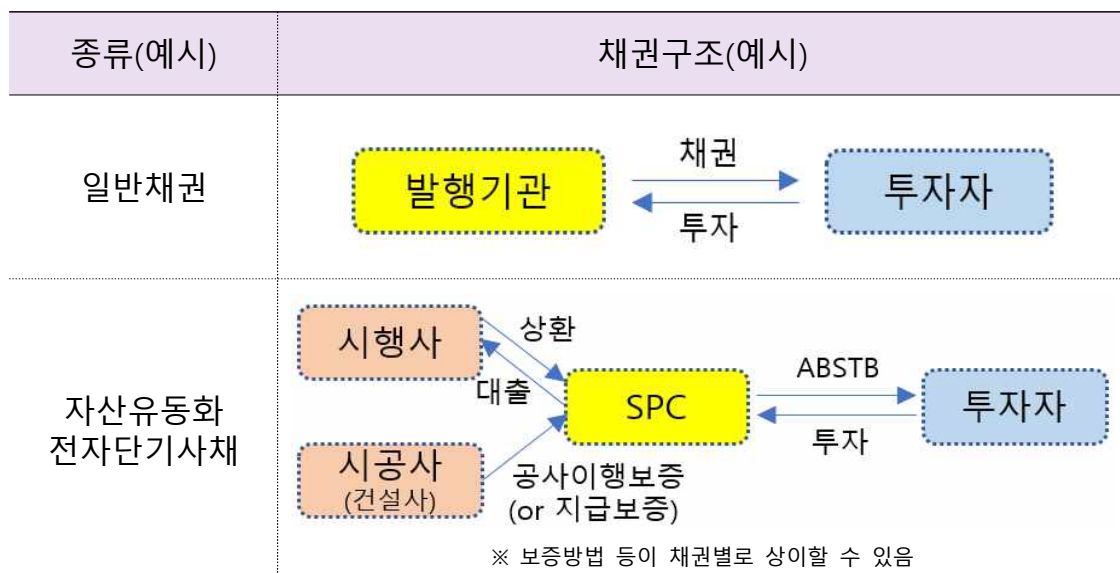 종류(예시)
채권구조(예시)
일반채권
발행기관
채권
투자
투자자
자산유동화
전자단기사채
시행사
상환
대출
시공사
(건설사)
공사이행보증
(or 지급보증)
SPC
ABSTB
투자
투자자
※ 보증방법 등이 채권별로 상이할 수 있음